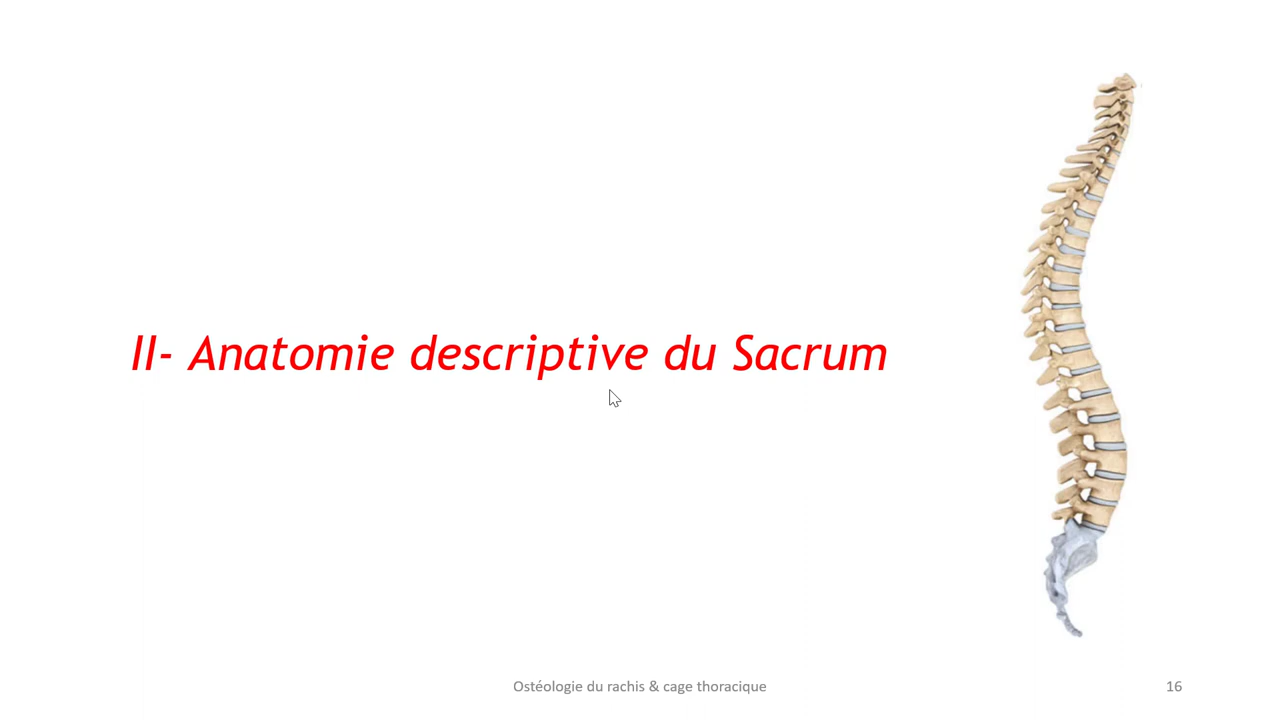 II- Anatomie descriptive du Sacrum
Ostéologie du rachis & cage thoracique
16